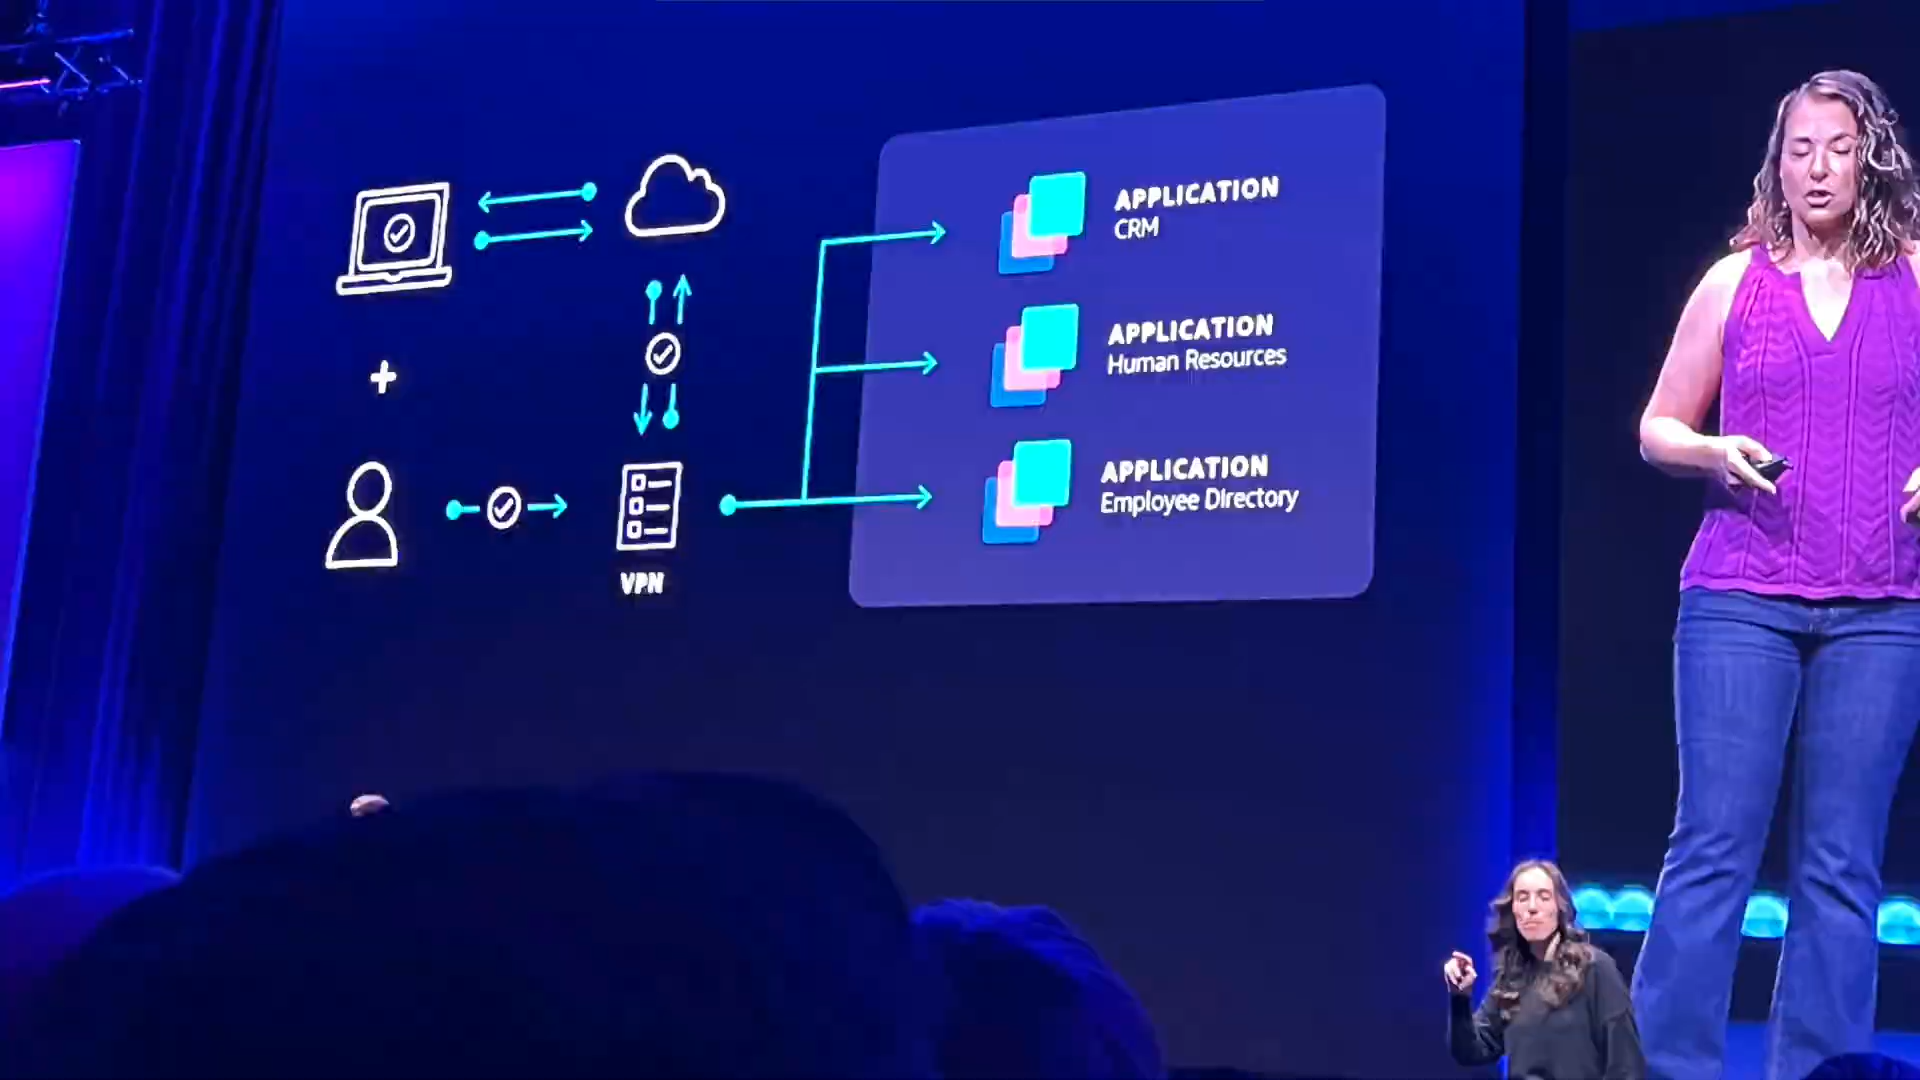 APPLICATION
CRM
APPLICATION
Human Resources
APPLICATION
Employee Directory
VPN